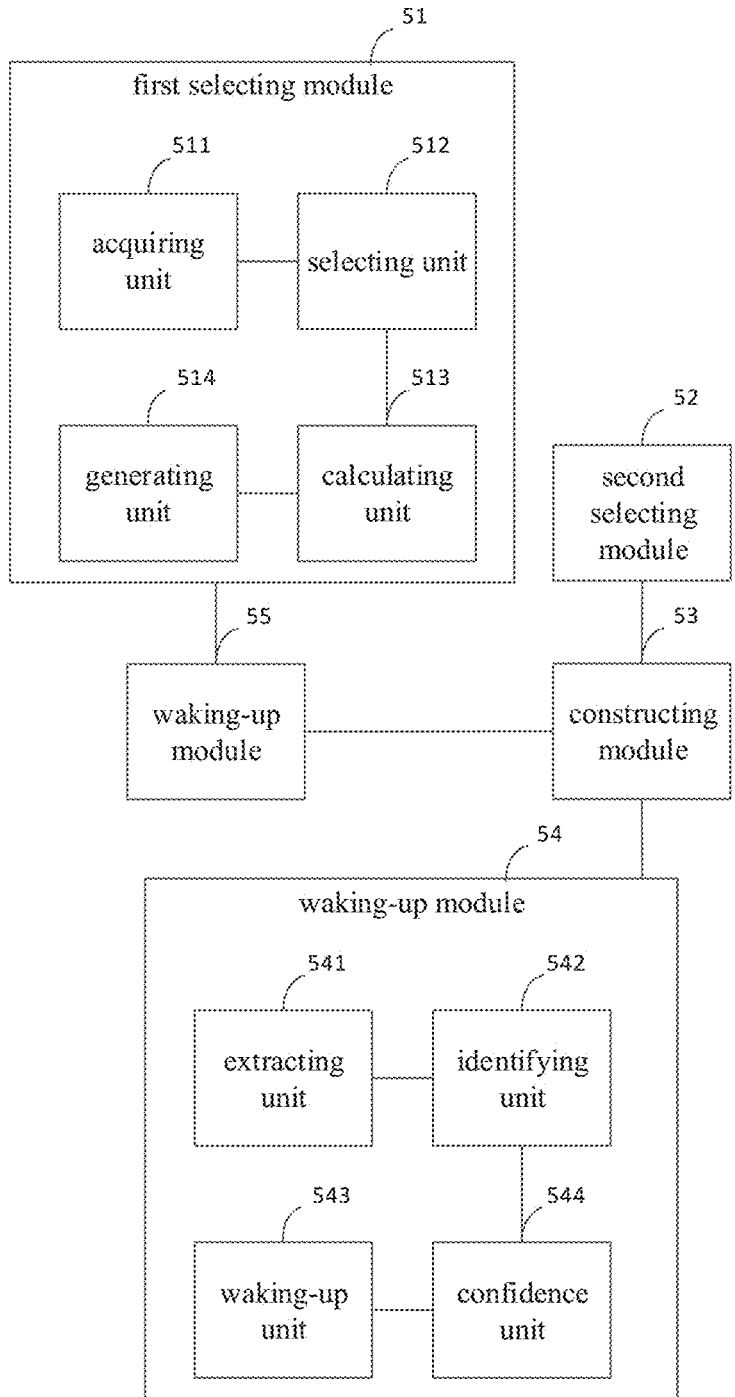 51
first selecting module
511
512
acquiring
unit
selecting unit
514
513
generating
unit
calculating
unit
52
second
selecting
module
55
53
waking-up
module
constructing
module
54
waking-up module
541
542
extracting
unit
identifying
unit
543
544
waking-up
unit
confidence
unit